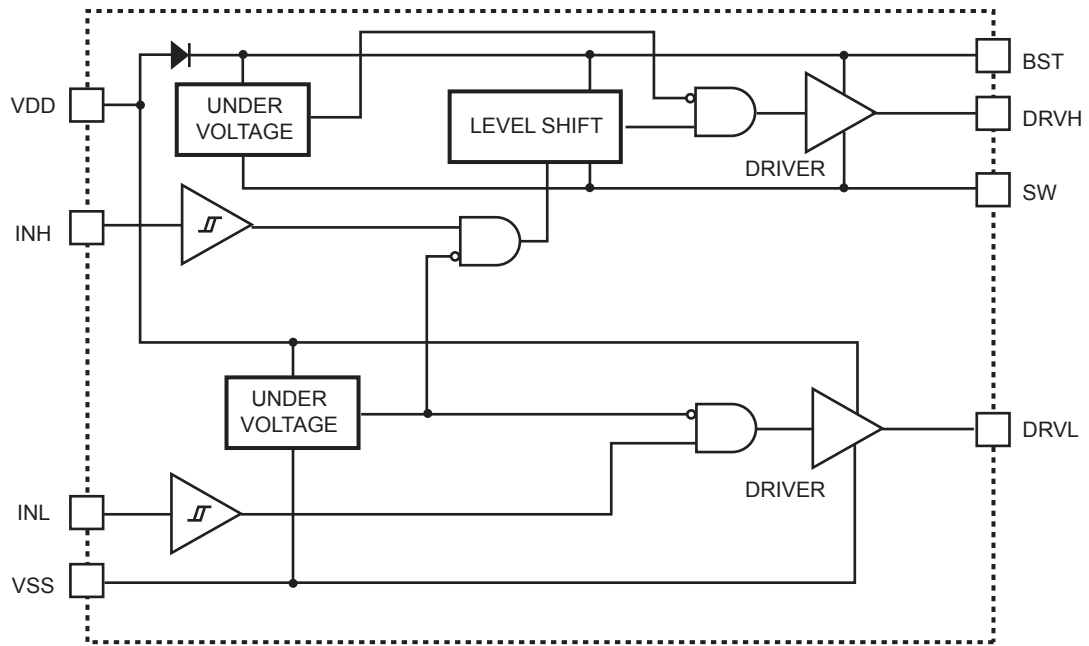 BST
VDD
UNDER
VOLTAGE
LEVEL SHIFT
DRVH
DRIVER
SW
INH
UNDER
VOLTAGE
DRVL
DRIVER
INL
VSS